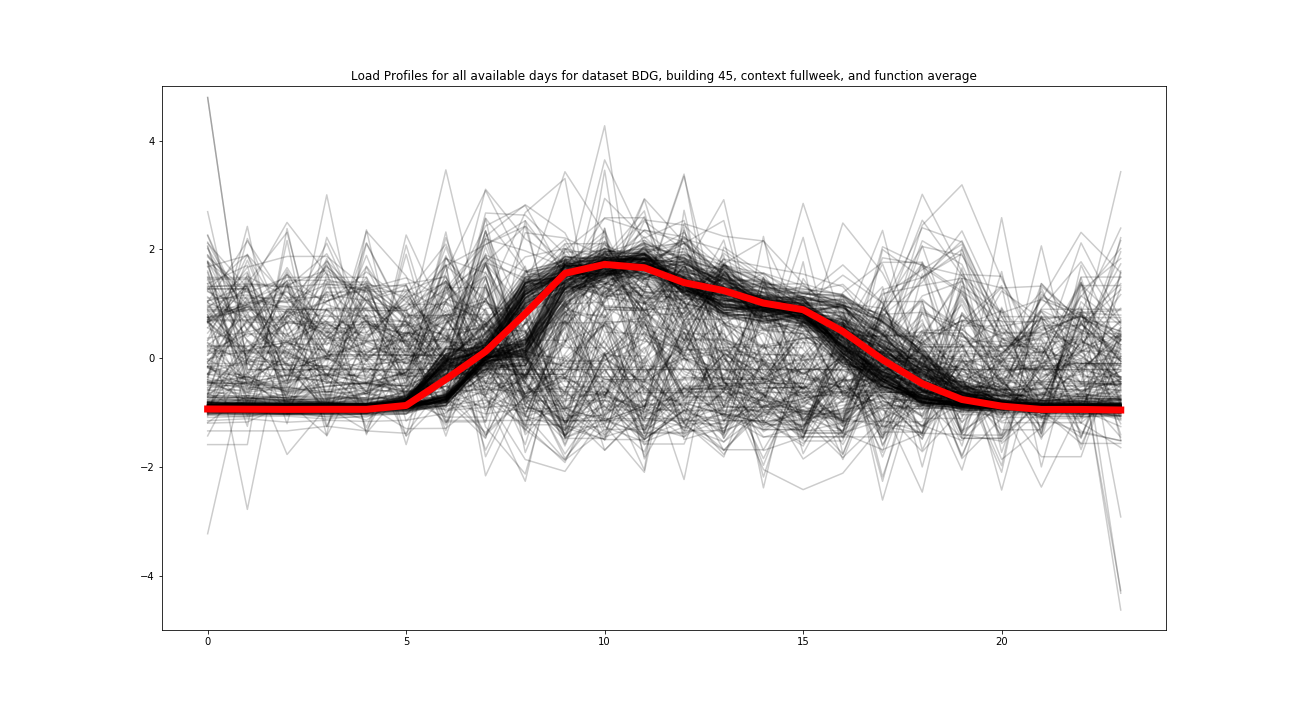 Load Profiles for all available days for dataset BDG, building 45, context fullweek, and function average
4
2
0
−2
−4
0 5 10 15 20